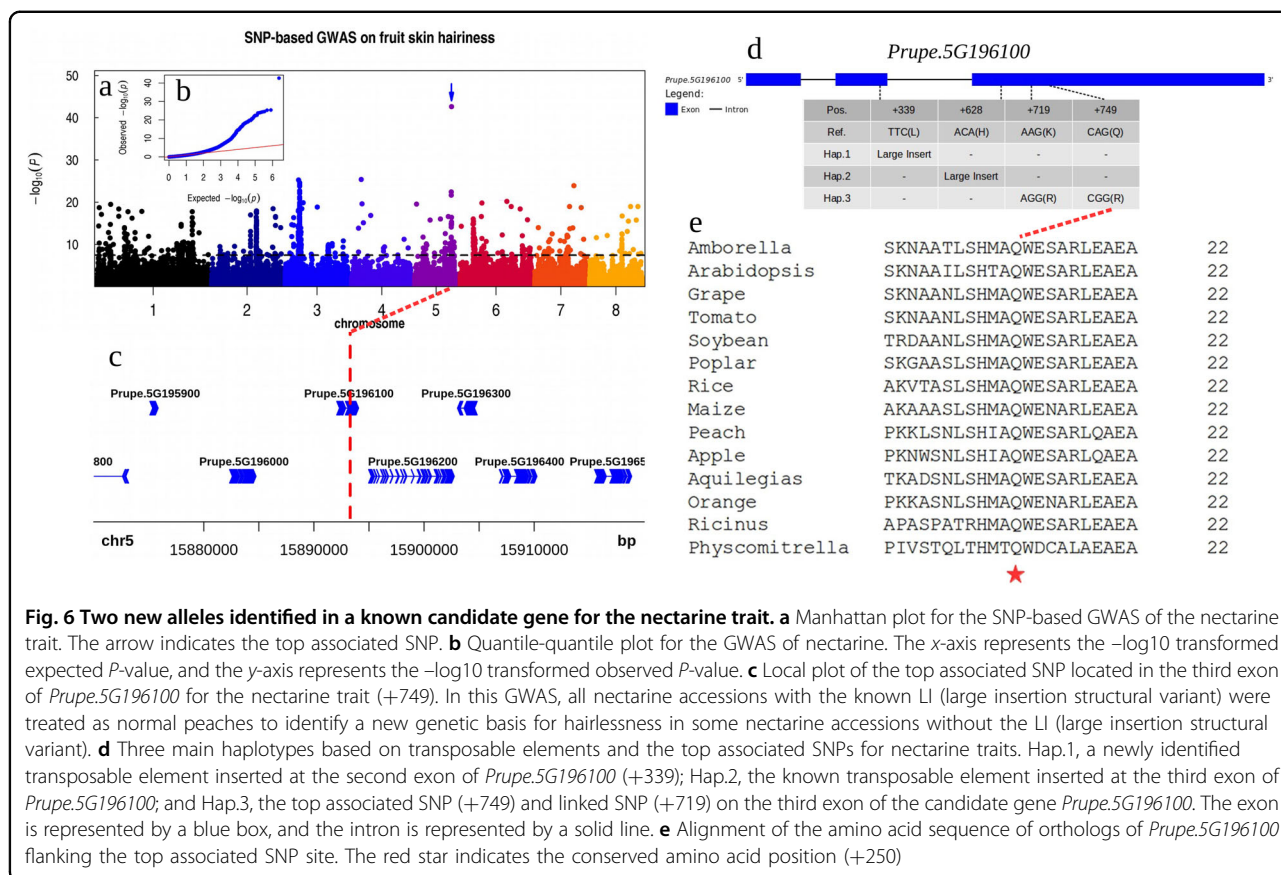 SNP-based GWAS on fruit skin hairiness
a
b
−log10(P)
50
40
30
20
10
Observed −log10(p)
40
30
20
10
0
0 1 2 3 4 5 6
Expected −log10(p)
1 2 3 4 5 6 7 8
chromosome
c
Prupe.5G195900 Prupe.5G196100 Prupe.5G196300
800 Prupe.5G196000 Prupe.5G196200 Prupe.5G196400 Prupe.5G1965
chr5 15880000 15890000 15900000 15910000 bp
d
Prupe.5G196100
Prupe.5G196100 5' 3'
Legend:
Exon Intron
Pos. +339 +628 +719 +749
Ref. TTC(L) ACA(H) AAG(K) CAG(Q)
Hap.1 Large Insert - - -
Hap.2 - Large Insert - -
Hap.3 - - AGG(R) CGG(R)
e
Amborella SKNAATLSHMAQWESARLEAEA 22
Arabidopsis SKNAAILSHTAQWESARLEAEA 22
Grape SKNAANLSHMAQWESARLEAEA 22
Tomato SKNAANLSHMAQWESARLEAEA 22
Soybean TRDAANLSHMAQWESARLEAEA 22
Poplar SKGAASLSHMAQWESARLEAEA 22
Rice AKVTASLSHMAQWESARLEAEA 22
Maize AKAAASLSHMAQWENARLEAEA 22
Peach PKKLSNLSHIAQWESARLQAEA 22
Apple PKNWSNLSHIAQWESARLQAEA 22
Aquilegias TKADSNLSHMAQWESARLEAEA 22
Orange PKKASNLSHMAQWENARLEAEA 22
Ricinus APASPATRHMAQWESARLEAEA 22
Physcomitrella PIVSTQLTHMTQWDCALAEAEA 22
Fig. 6 Two new alleles identified in a known candidate gene for the nectarine trait. a Manhattan plot for the SNP-based GWAS of the nectarine
trait. The arrow indicates the top associated SNP. b Quantile-quantile plot for the GWAS of nectarine. The x-axis represents the –log10 transformed
expected P-value, and the y-axis represents the –log10 transformed observed P-value. c Local plot of the top associated SNP located in the third exon
of Prupe.5G196100 for the nectarine trait (+749). In this GWAS, all nectarine accessions with the known LI (large insertion structural variant) were
treated as normal peaches to identify a new genetic basis for hairlessness in some nectarine accessions without the LI (large insertion structural
variant). d Three main haplotypes based on transposable elements and the top associated SNPs for nectarine traits. Hap.1, a newly identified
transposable element inserted at the second exon of Prupe.5G196100 (+339); Hap.2, the known transposable element inserted at the third exon of
Prupe.5G196100; and Hap.3, the top associated SNP (+749) and linked SNP (+719) on the third exon of the candidate gene Prupe.5G196100. The exon
is represented by a blue box, and the intron is represented by a solid line. e Alignment of the amino acid sequence of orthologs of Prupe.5G196100
flanking the top associated SNP site. The red star indicates the conserved amino acid position (+250)